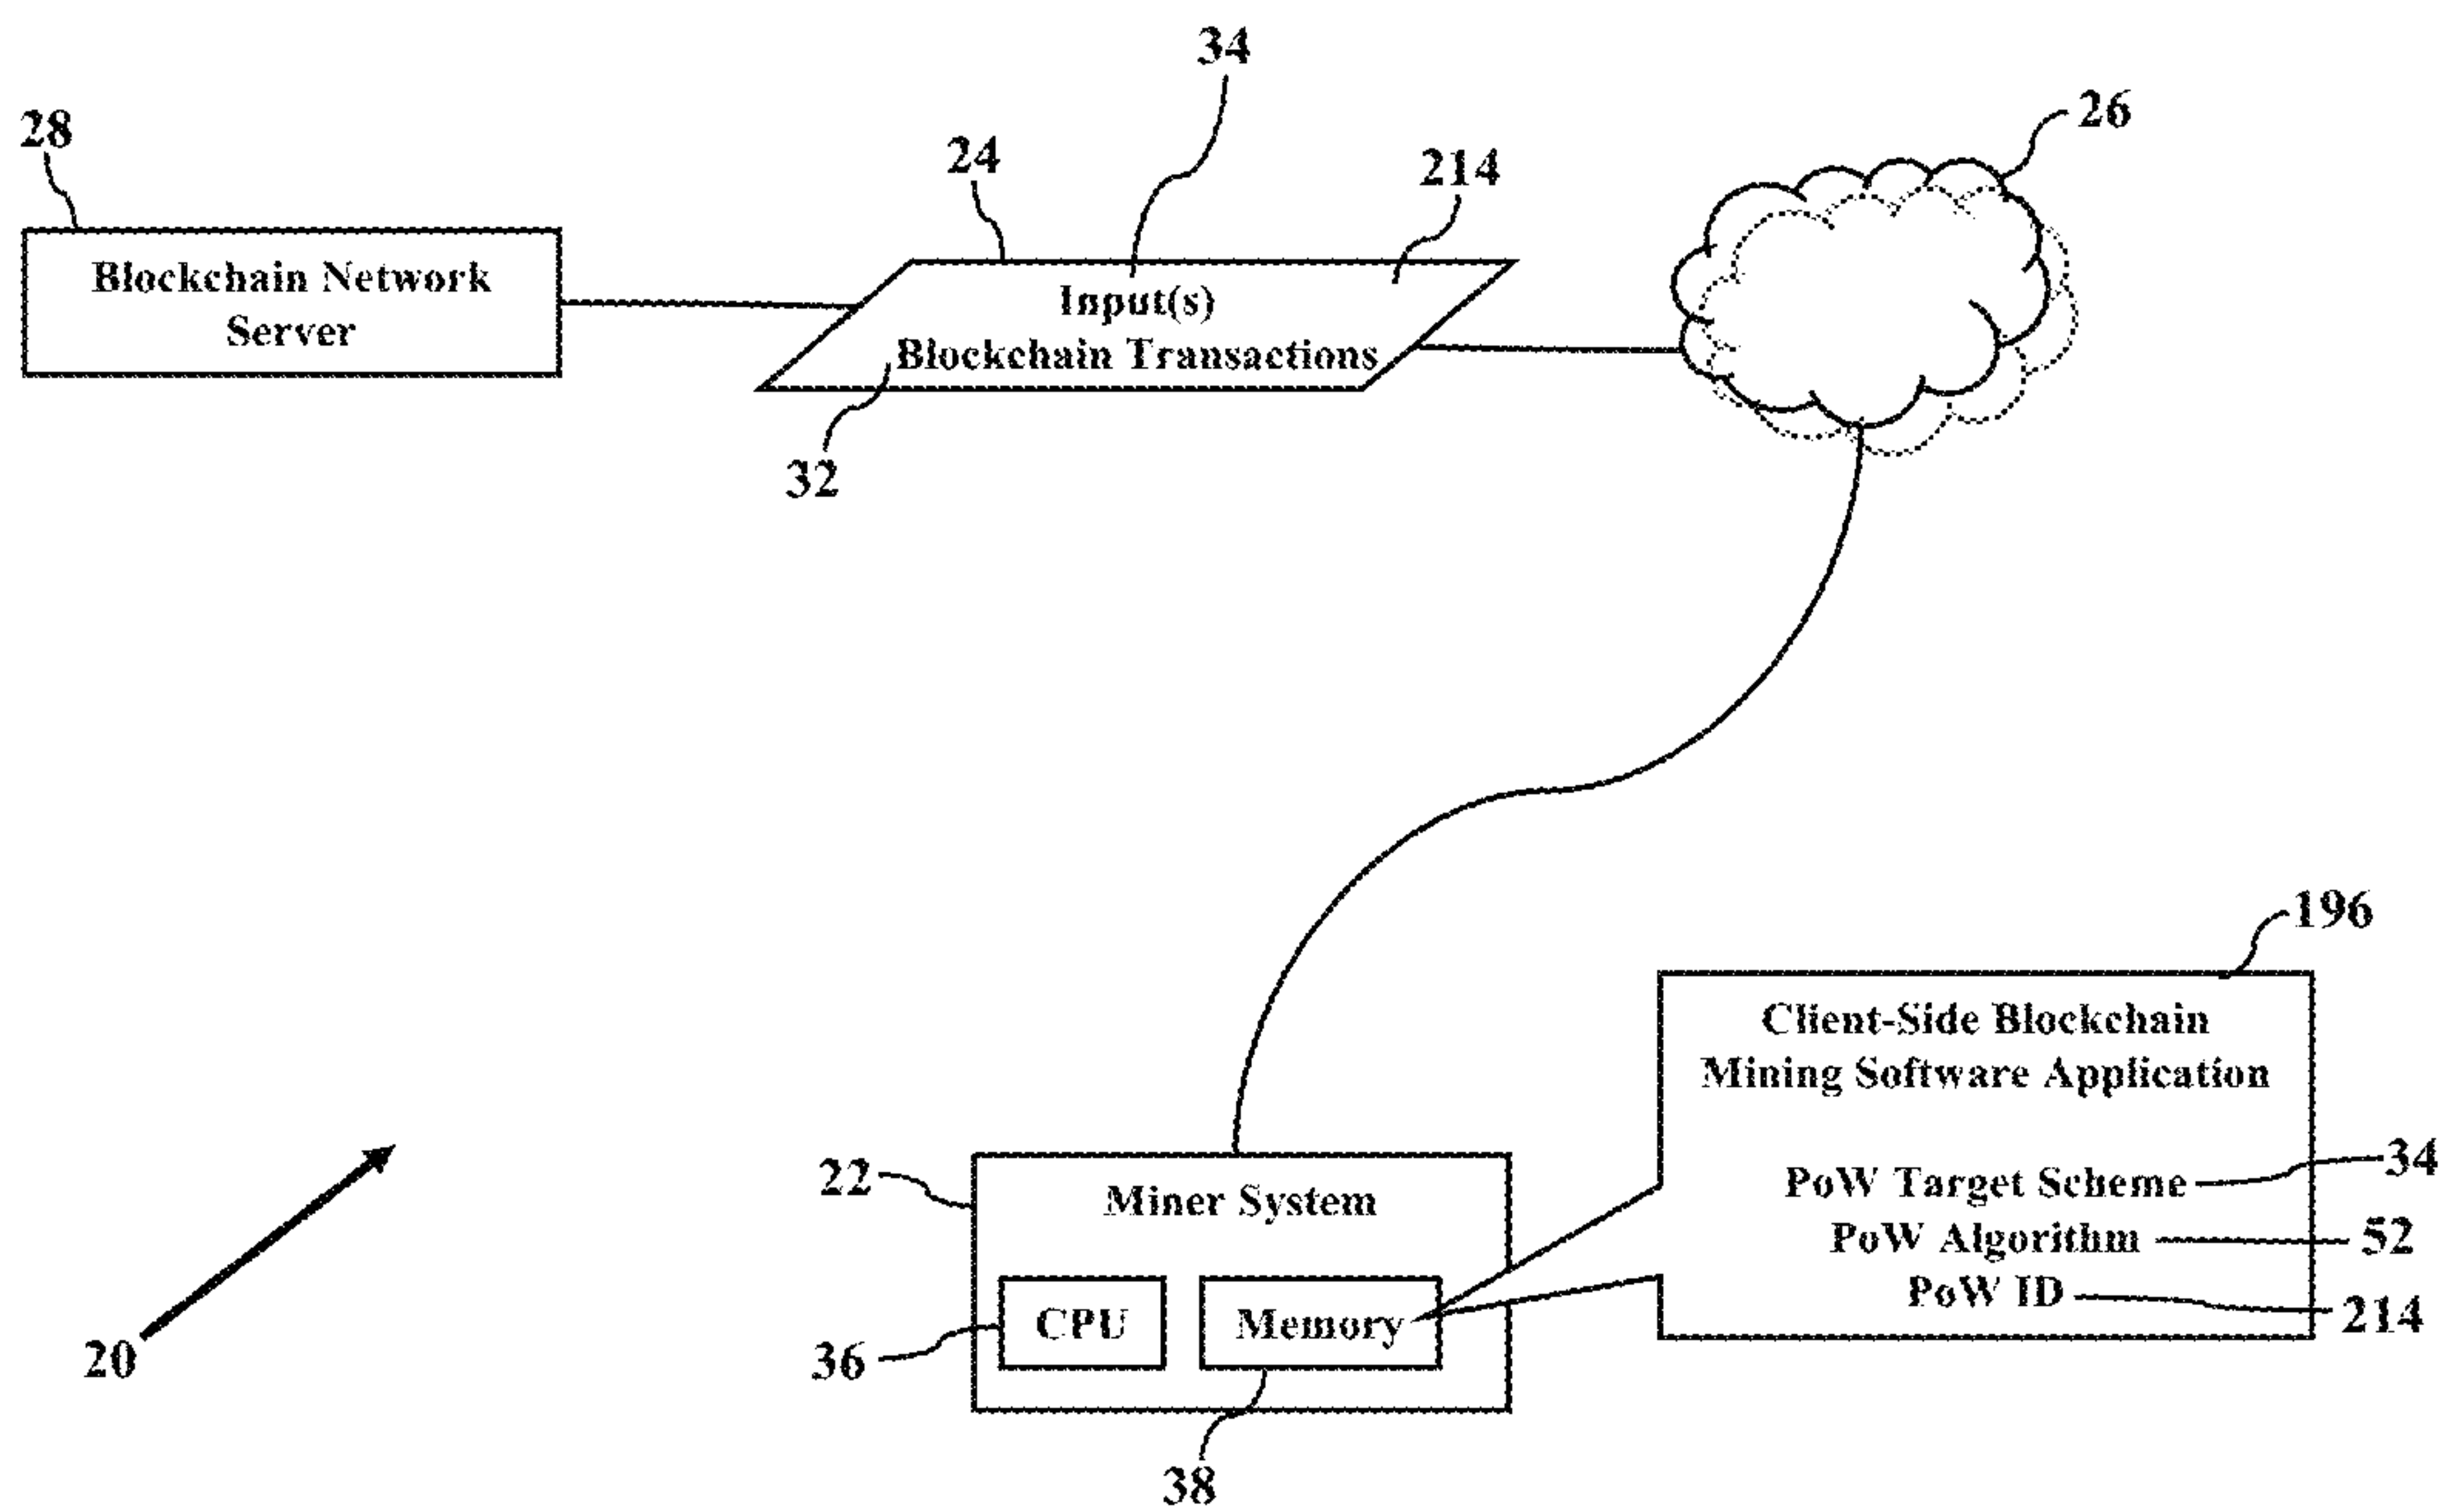 34
26
28
24
214
Blockchain Network
Server
Input(s)
Blockchain Transactions
32
196
Client-Side Blockchain
Mining Software Application
34
PoW Target Scheme
22
Miner System
PoW Algorithm
52
PoW ID
214
CPU
Memory
36
20
38